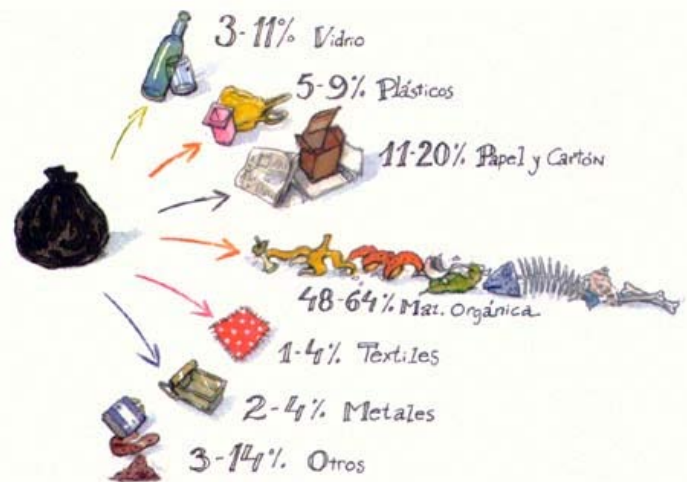 3-11% Vidrio
5-9% Plásticos
11-20% Papel y Cartón
48-64% Mat. Orgánica
1-4% Textiles
2-4% Metales
3-14% Otros